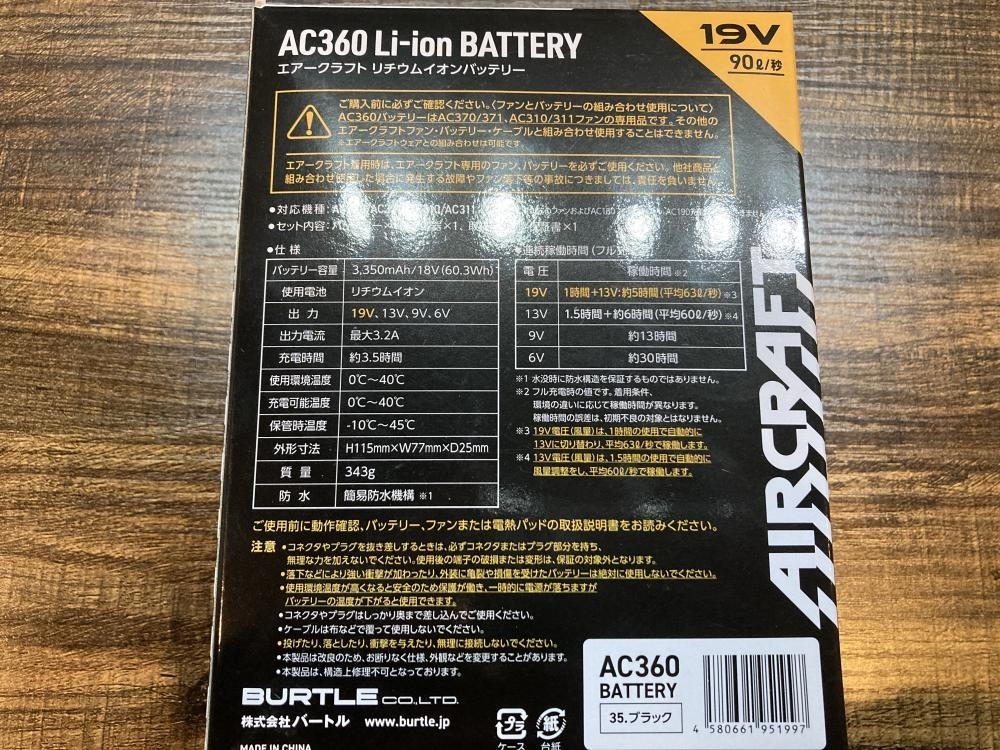 AC360 Li-ion BATTERY
エアークラフト リチウムイオンバッテリー
19V
90ℓ/秒
ご購入前に必ずご確認ください。〈ファンとバッテリーの組み合わせ使用について〉
AC360バッテリーはAC370/371、AC310/311ファンの専用品です。その他の
エアークラフトファン・バッテリー・ケーブルと組み合わせ使用することはできません。
※エアークラフトウェアとの組み合わせは可能です。
エアークラフト着用時は、エアークラフト専用のファン、バッテリーを必ずご使用ください。他社商品と
組み合わせ使用した場合に発生する故障やファン落下等の事故につきましては、責任を負いません。
●対応機種：
●セット内容：
●仕様
バッテリー容量 3,350mAh/18V(60.3Wh)
使用電池 リチウムイオン
出力 19V、13V、9V、6V
出力電流 最大3.2A
充電時間 約3.5時間
使用環境温度 0℃〜40℃
充電可能温度 0℃〜40℃
保管時温度 -10℃〜45℃
外形寸法 H115mm×W77mm×D25mm
質量 343g
防水 簡易防水機構 ※1
連続稼働時間(フル
電圧 稼働時間 ※2
19V 1時間+13V:約5時間(平均63ℓ/秒) ※3
13V 1.5時間+約6時間(平均60ℓ/秒) ※4
9V 約13時間
6V 約30時間
※1 水没時に防水構造を保証するものではありません。
※2 フル充電時の値です。着用条件、
環境の違いに応じて稼働時間が異なります。
稼働時間の誤差は、初期不良の対象とはなりません。
※3 19V電圧(風量)は、1時間の使用で自動的に
13Vに切り替わり、平均63ℓ/秒で稼働します。
※4 13V電圧(風量)は、1.5時間の使用で自動的に
風量調整をし、平均60ℓ/秒で稼働します。
ご使用前に動作確認、バッテリー、ファンまたは電熱パッドの取扱説明書をお読みください。
注意 ●コネクタやプラグを抜き差しするときは、必ずコネクタまたはプラグ部分を持ち、
無理な力を加えないでください。使用後の端子の破損または変形は、保証の対象外となります。
●落下などにより強い衝撃が加わったり、外装に亀裂や損傷を受けたバッテリーは絶対に使用しないでください。
●使用環境温度が高くなると安全のため保護が働き、一時的に電源が落ちますが
バッテリーの温度が下がると使用できます。
●コネクタやプラグはしっかり奥まで差し込んでご使用ください。
●ケーブルは布などで覆って使用しないでください。
●投げたり、落としたり、衝撃を与えたり、無理に接続しないでください。
●本製品は改良のため、お断りなく仕様、外観などを変更することがあります。
●本製品は、構造上修理不可となっております。
AIRCRAFT
BURTLE CO.,LTD.
株式会社バートル www.burtle.jp
MADE IN CHINA
プラ
ケース
紙
台紙
AC360
BATTERY
35.ブラック
4 580661 951997